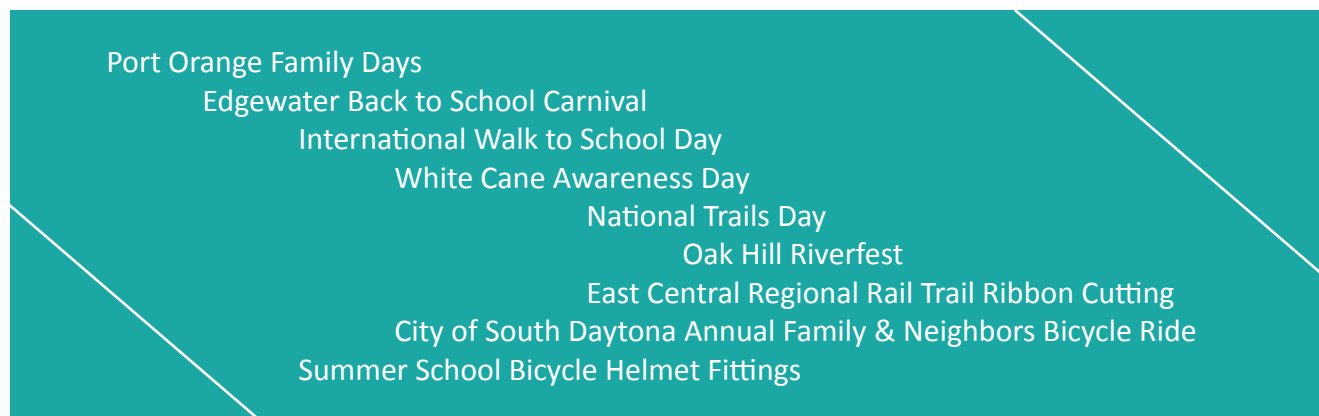 Port Orange Family Days
Edgewater Back to School Carnival
International Walk to School Day
White Cane Awareness Day
National Trails Day
Oak Hill Riverfest
East Central Regional Rail Trail Ribbon Cutting
City of South Daytona Annual Family & Neighbors Bicycle Ride
Summer School Bicycle Helmet Fittings